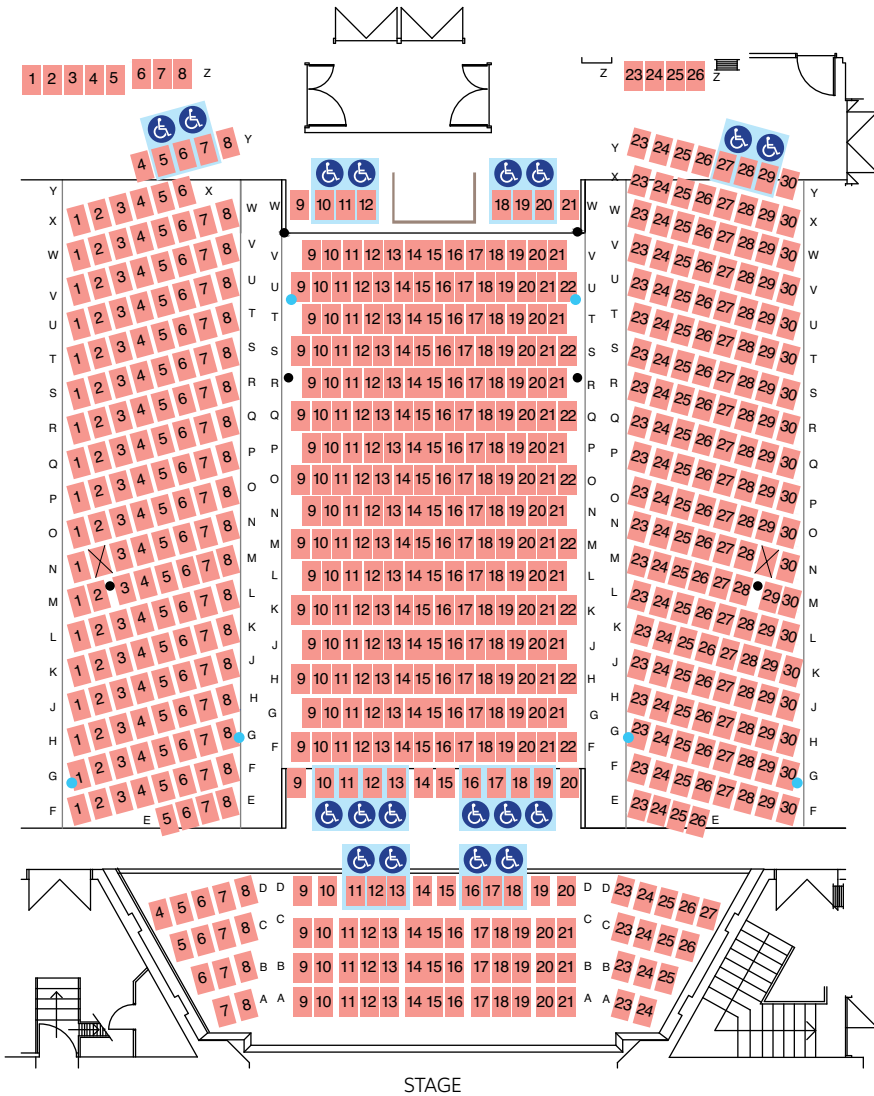 1 2 3 4 5 6 7 8 Z Z 23 24 25 26 Z
4 5 6 7 8 Y Y 23 24 25 26 27 28 29 30 Y
Y
X 1 2 3 4 5 6 X X 23 24 25 26 27 28 29 30 X
W 1 2 3 4 5 6 7 8 W W 9 10 11 12 18 19 20 21 W W 23 24 25 26 27 28 29 30 W
V 1 2 3 4 5 6 7 8 V V 9 10 11 12 13 14 15 16 17 18 19 20 21 V V 23 24 25 26 27 28 29 30 V
U 1 2 3 4 5 6 7 8 U U 9 10 11 12 13 14 15 16 17 18 19 20 21 22 U U 23 24 25 26 27 28 29 30 U
T 1 2 3 4 5 6 7 8 T T 9 10 11 12 13 14 15 16 17 18 19 20 21 T T 23 24 25 26 27 28 29 30 T
S 1 2 3 4 5 6 7 8 S S 9 10 11 12 13 14 15 16 17 18 19 20 21 22 S S 23 24 25 26 27 28 29 30 S
R 1 2 3 4 5 6 7 8 R R 9 10 11 12 13 14 15 16 17 18 19 20 21 R R 23 24 25 26 27 28 29 30 R
Q 1 2 3 4 5 6 7 8 Q Q 9 10 11 12 13 14 15 16 17 18 19 20 21 22 Q Q 23 24 25 26 27 28 29 30 Q
P 1 2 3 4 5 6 7 8 P P 9 10 11 12 13 14 15 16 17 18 19 20 21 P P 23 24 25 26 27 28 29 30 P
O 1 2 3 4 5 6 7 8 O O 9 10 11 12 13 14 15 16 17 18 19 20 21 22 O O 23 24 25 26 27 28 29 30 O
N 1 3 4 5 6 7 8 N N 9 10 11 12 13 14 15 16 17 18 19 20 21 N N 23 24 25 26 27 28 30 N
M 1 2 3 4 5 6 7 8 M M 9 10 11 12 13 14 15 16 17 18 19 20 21 22 M M 23 24 25 26 27 28 29 30 M
L 1 2 3 4 5 6 7 8 L L 9 10 11 12 13 14 15 16 17 18 19 20 21 L L 23 24 25 26 27 28 29 30 L
K 1 2 3 4 5 6 7 8 K K 9 10 11 12 13 14 15 16 17 18 19 20 21 22 K K 23 24 25 26 27 28 29 30 K
J 1 2 3 4 5 6 7 8 J J 9 10 11 12 13 14 15 16 17 18 19 20 21 J J 23 24 25 26 27 28 29 30 J
H 1 2 3 4 5 6 7 8 H H 9 10 11 12 13 14 15 16 17 18 19 20 21 22 H H 23 24 25 26 27 28 29 30 H
G 1 2 3 4 5 6 7 8 G G 9 10 11 12 13 14 15 16 17 18 19 20 21 G G 23 24 25 26 27 28 29 30 G
F 1 2 3 4 5 6 7 8 F F 9 10 11 12 13 14 15 16 17 18 19 20 21 22 F F 23 24 25 26 27 28 29 30 F
E 5 6 7 8 E 9 10 11 12 13 14 15 16 17 18 19 20 E 23 24 25 26 E
4 5 6 7 8 D D 9 10 11 12 13 14 15 16 17 18 19 20 D D 23 24 25 26 27
5 6 7 8 C C 9 10 11 12 13 14 15 16 17 18 19 20 21 C C 23 24 25 26
6 7 8 B B 9 10 11 12 13 14 15 16 17 18 19 20 21 B B 23 24 25
7 8 A A 9 10 11 12 13 14 15 16 17 18 19 20 21 A A 23 24
STAGE